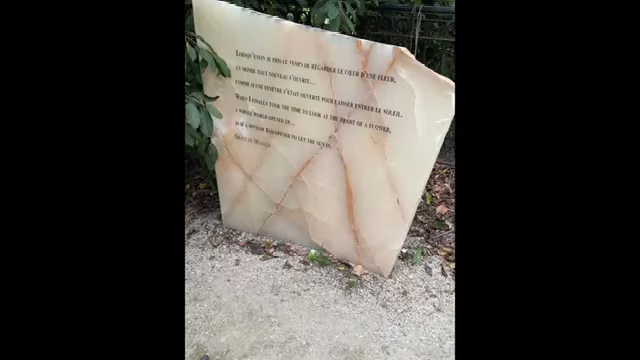 Lorsqu'enfin je pris le temps de regarder le cœur d'une fleur,
un monde tout nouveau s'ouvrit...
comme si une fenêtre s'était ouverte pour laisser entrer le soleil.
When I finally took the time to look at the heart of a flower,
a whole world opened up...
as if a window had opened to let the sun in.